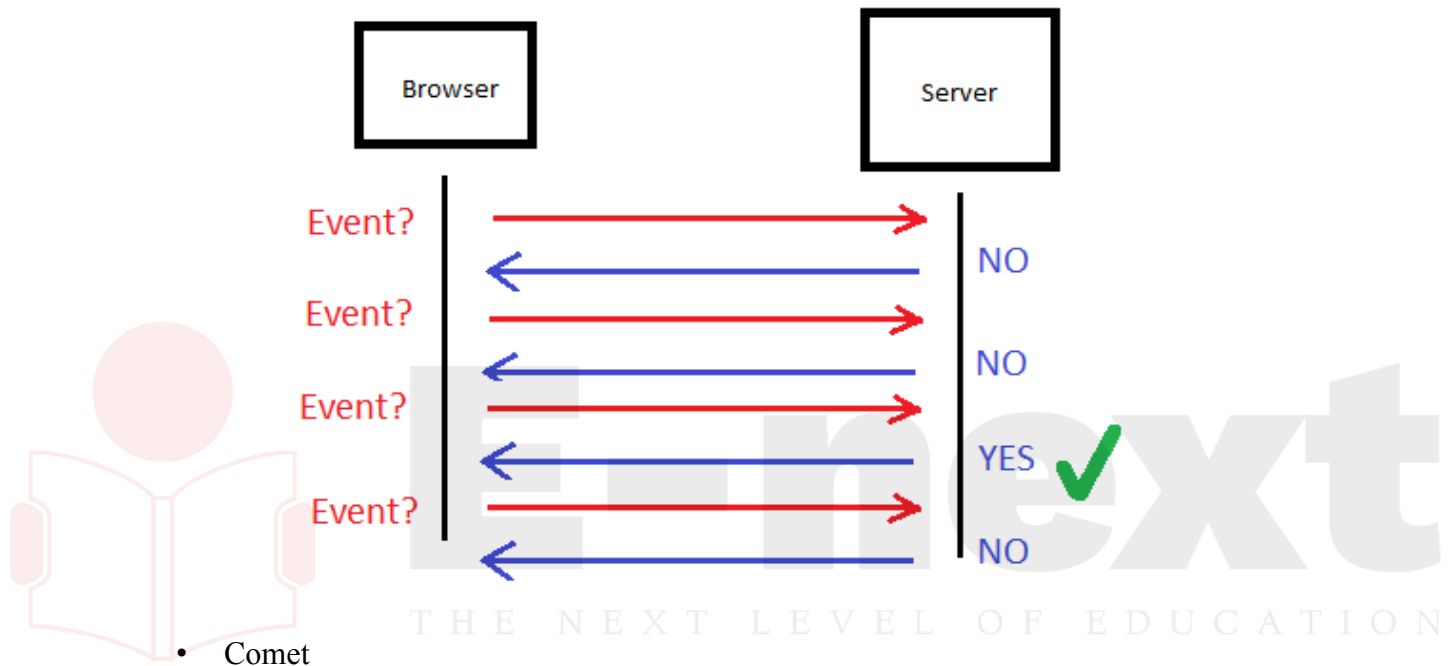 Browser
Server
Event?
NO
Event?
NO
Event?
YES
Event?
NO
E-next
THE NEXT LEVEL OF EDUCATION
• Comet